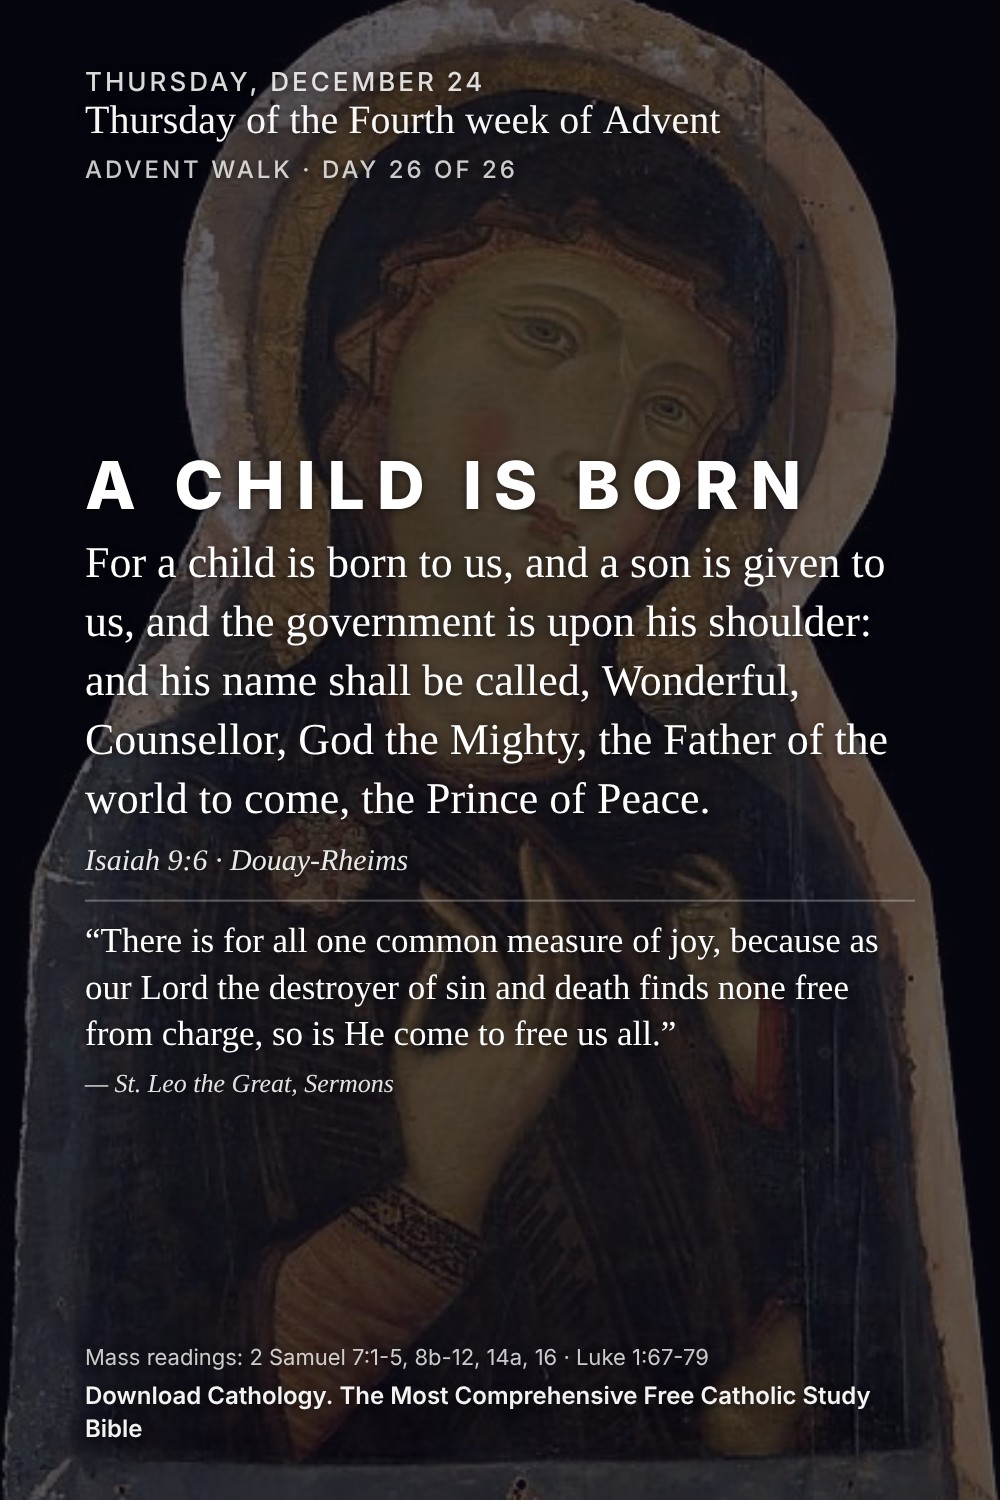 THURSDAY, DECEMBER 24
Thursday of the Fourth week of Advent
ADVENT WALK · DAY 26 OF 26
A CHILD IS BORN
For a child is born to us, and a son is given to
us, and the government is upon his shoulder:
and his name shall be called, Wonderful,
Counsellor, God the Mighty, the Father of the
world to come, the Prince of Peace.
Isaiah 9:6 · Douay-Rheims
“There is for all one common measure of joy, because as
our Lord the destroyer of sin and death finds none free
from charge, so is He come to free us all.”
— St. Leo the Great, Sermons
Mass readings: 2 Samuel 7:1-5, 8b-12, 14a, 16 · Luke 1:67-79
Download Cathology. The Most Comprehensive Free Catholic Study
Bible